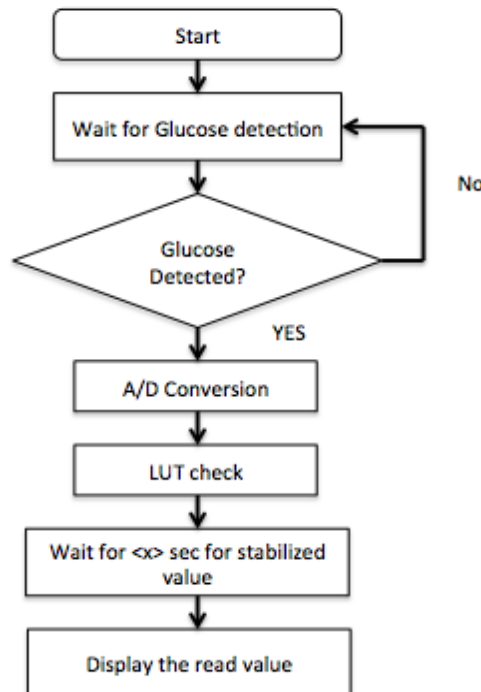 Start
Wait for Glucose detection
No
Glucose
Detected?
YES
A/D Conversion
LUT check
Wait for <x> sec for stabilized
value
Display the read value